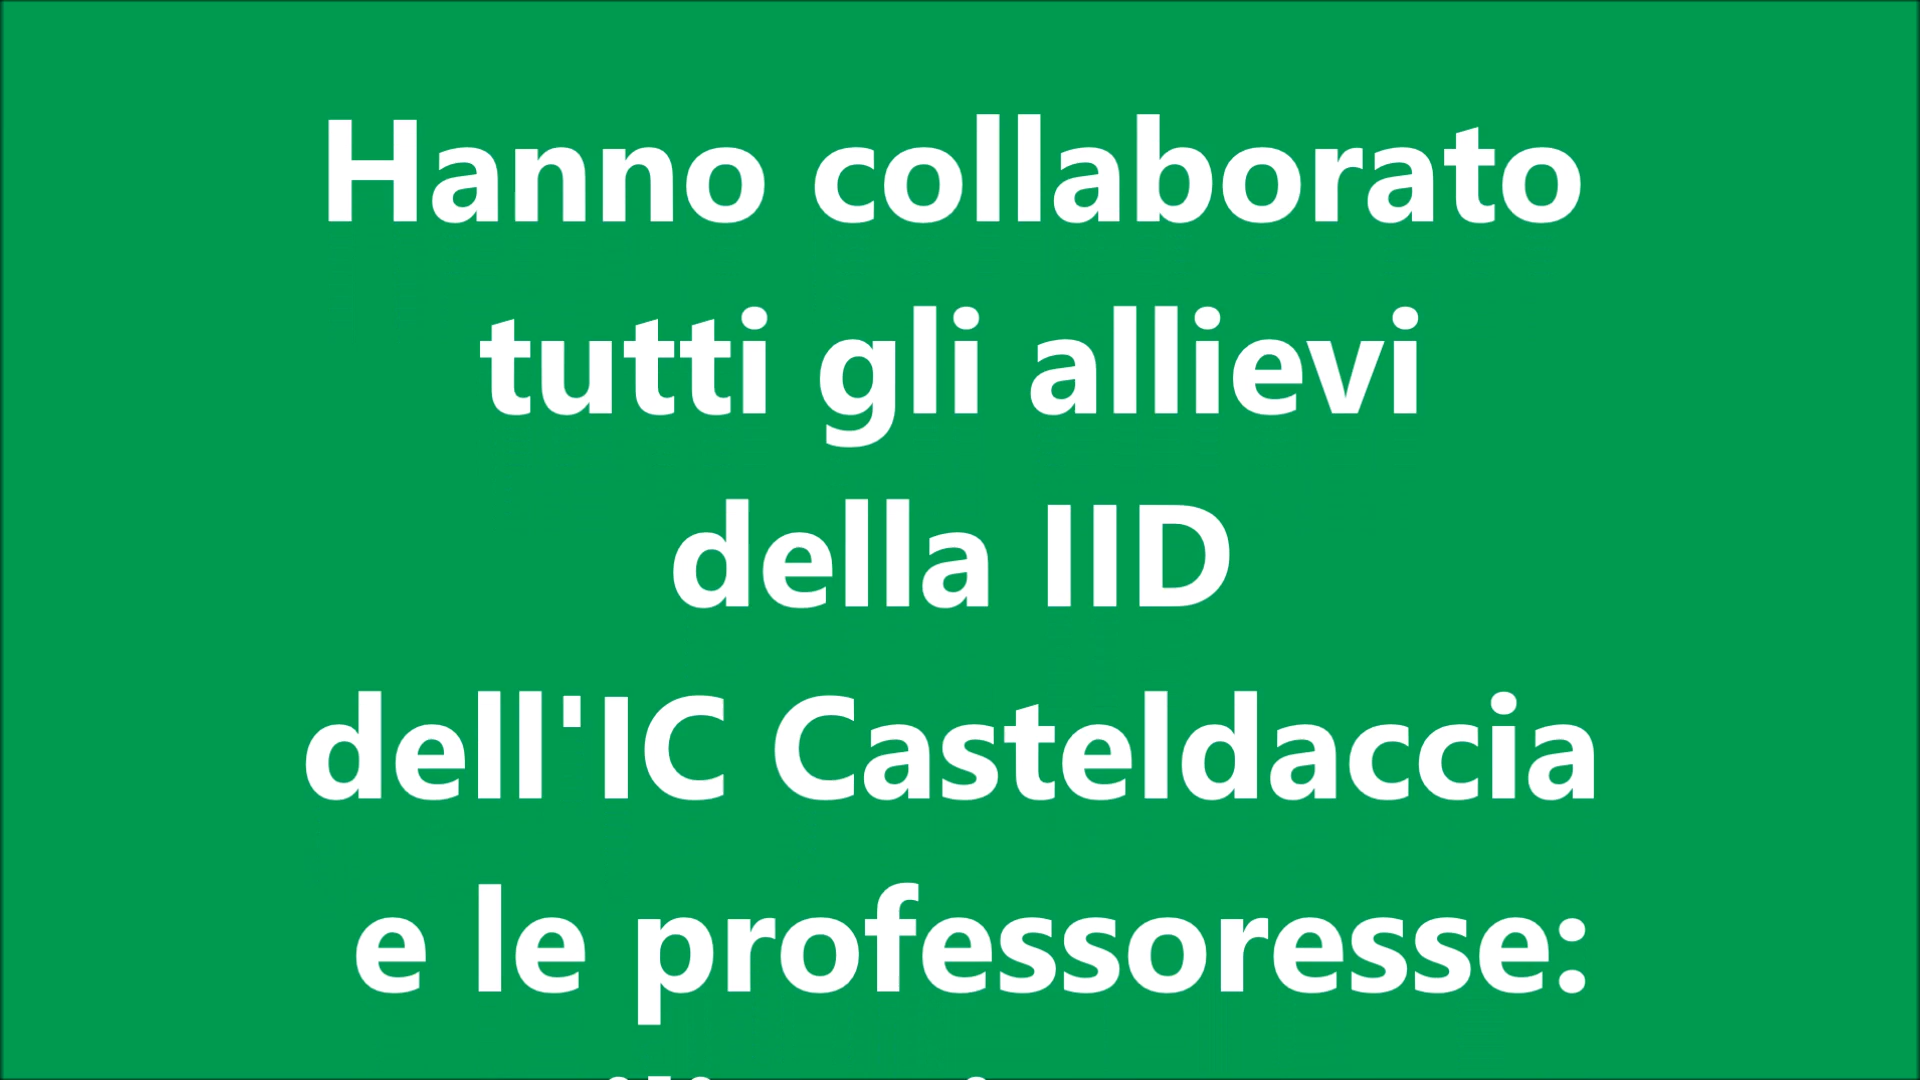 Hanno collaborato
tutti gli allievi
della IID
dell'IC Casteldaccia
e le professoresse: